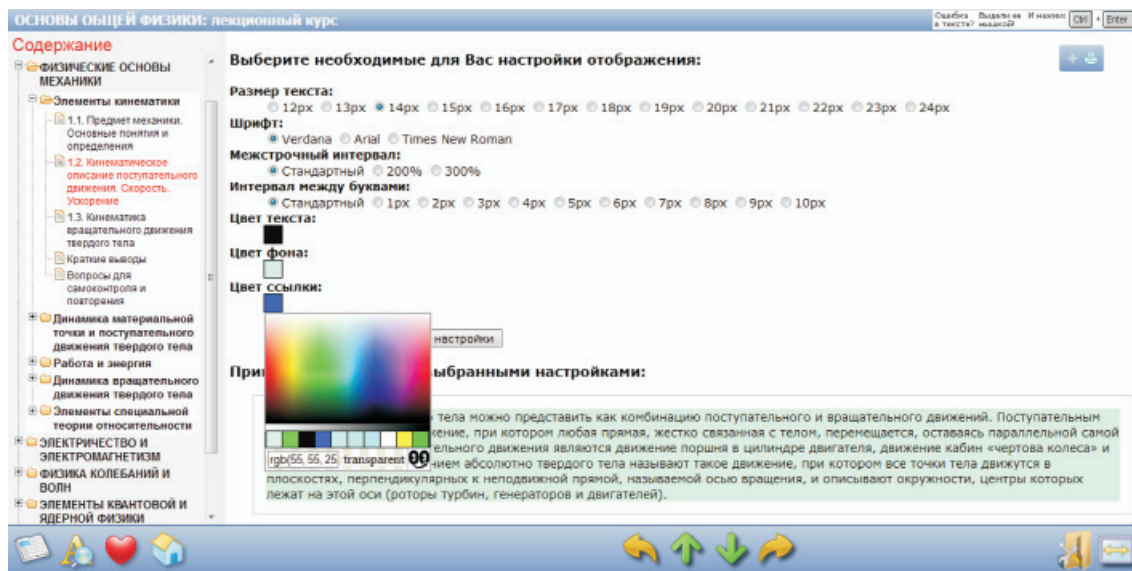 ОСНОВЫ ОБЩЕЙ ФИЗИКИ: лекционный курс
Ошибка в тексте? Выдели ее мышкой! И нажми: Ctrl + Enter
Содержание
ФИЗИЧЕСКИЕ ОСНОВЫ
МЕХАНИКИ
Элементы кинематики
1.1. Предмет механики.
Основные понятия и
определения
1.2. Кинематическое
описание поступательного
движения. Скорость.
Ускорение
1.3. Кинематика
вращательного движения
твердого тела
Краткие выводы
Вопросы для
самоконтроля и
повторения
Динамика материальной
точки и поступательного
движения твердого тела
Работа и энергия
Динамика вращательного
движения твердого тела
Элементы специальной
теории относительности
ЭЛЕКТРИЧЕСТВО И
ЭЛЕКТРОМАГНЕТИЗМ
ФИЗИКА КОЛЕБАНИЙ И
ВОЛН
ЭЛЕМЕНТЫ КВАНТОВОЙ И
ЯДЕРНОЙ ФИЗИКИ
Выберите необходимые для Вас настройки отображения:
Размер текста:
12px 13px 14px 15px 16px 17px 18px 19px 20px 21px 22px 23px 24px
Шрифт:
Verdana Arial Times New Roman
Межстрочный интервал:
Стандартный 200% 300%
Интервал между буквами:
Стандартный 1px 2px 3px 4px 5px 6px 7px 8px 9px 10px
Цвет текста:
Цвет фона:
Цвет ссылки:
настройки
При выбранными настройками:
rgb(55, 55, 25 transparent
тела можно представить как комбинацию поступательного и вращательного движений. Поступательным
жение, при котором любая прямая, жестко связанная с телом, перемещается, оставаясь параллельной самой
ельного движения являются движение поршня в цилиндре двигателя, движение кабин «чертова колеса» и
нием абсолютно твердого тела называют такое движение, при котором все точки тела движутся в
плоскостях, перпендикулярных к неподвижной прямой, называемой осью вращения, и описывают окружности, центры которых
лежат на этой оси (роторы турбин, генераторов и двигателей).